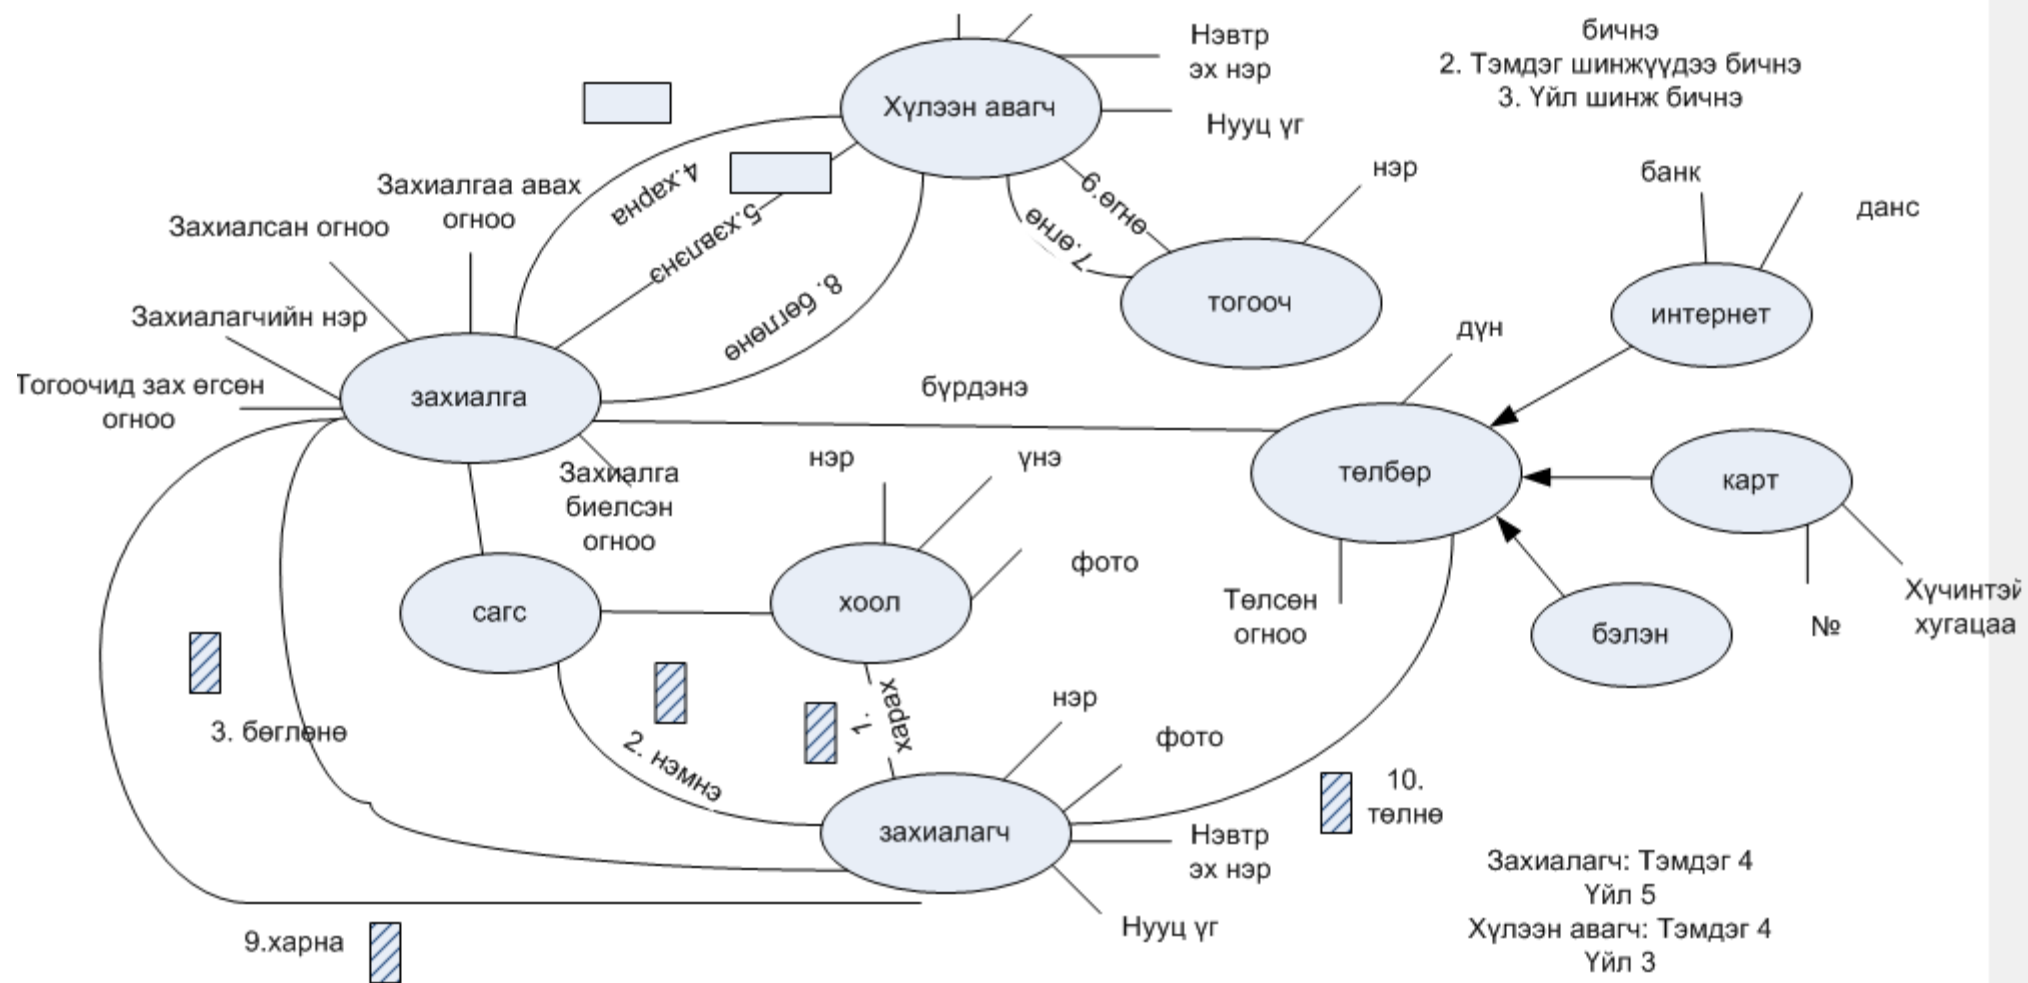 бичнэ
2. Тэмдэг шинжүүдээ бичнэ
3. Үйл шинж бичнэ
Нэвтр
эх нэр
Хүлээн авагч
Нууц үг
4.харна
5.хэвлэнэ
8. бөглөнө
6.өгнө
7.өгнө
нэр
тогооч
банк
данс
интернет
Захиалгаа авах
огноо
Захиалсан огноо
Захиалагчийн нэр
Тогоочид зах өгсөн
огноо
захиалга
бүрдэнэ
дүн
төлбөр
карт
Хүчинтэй
хугацаа
№
бэлэн
Төлсөн
огноо
Захиалга
биелсэн
огноо
нэр
үнэ
фото
хоол
сагс
3. бөглөнө
2. нэмнэ
1.
харах
нэр
фото
захиалагч
Нэвтр
эх нэр
Нууц үг
10.
төлнө
9.харна
Захиалагч: Тэмдэг 4
Үйл 5
Хүлээн авагч: Тэмдэг 4
Үйл 3